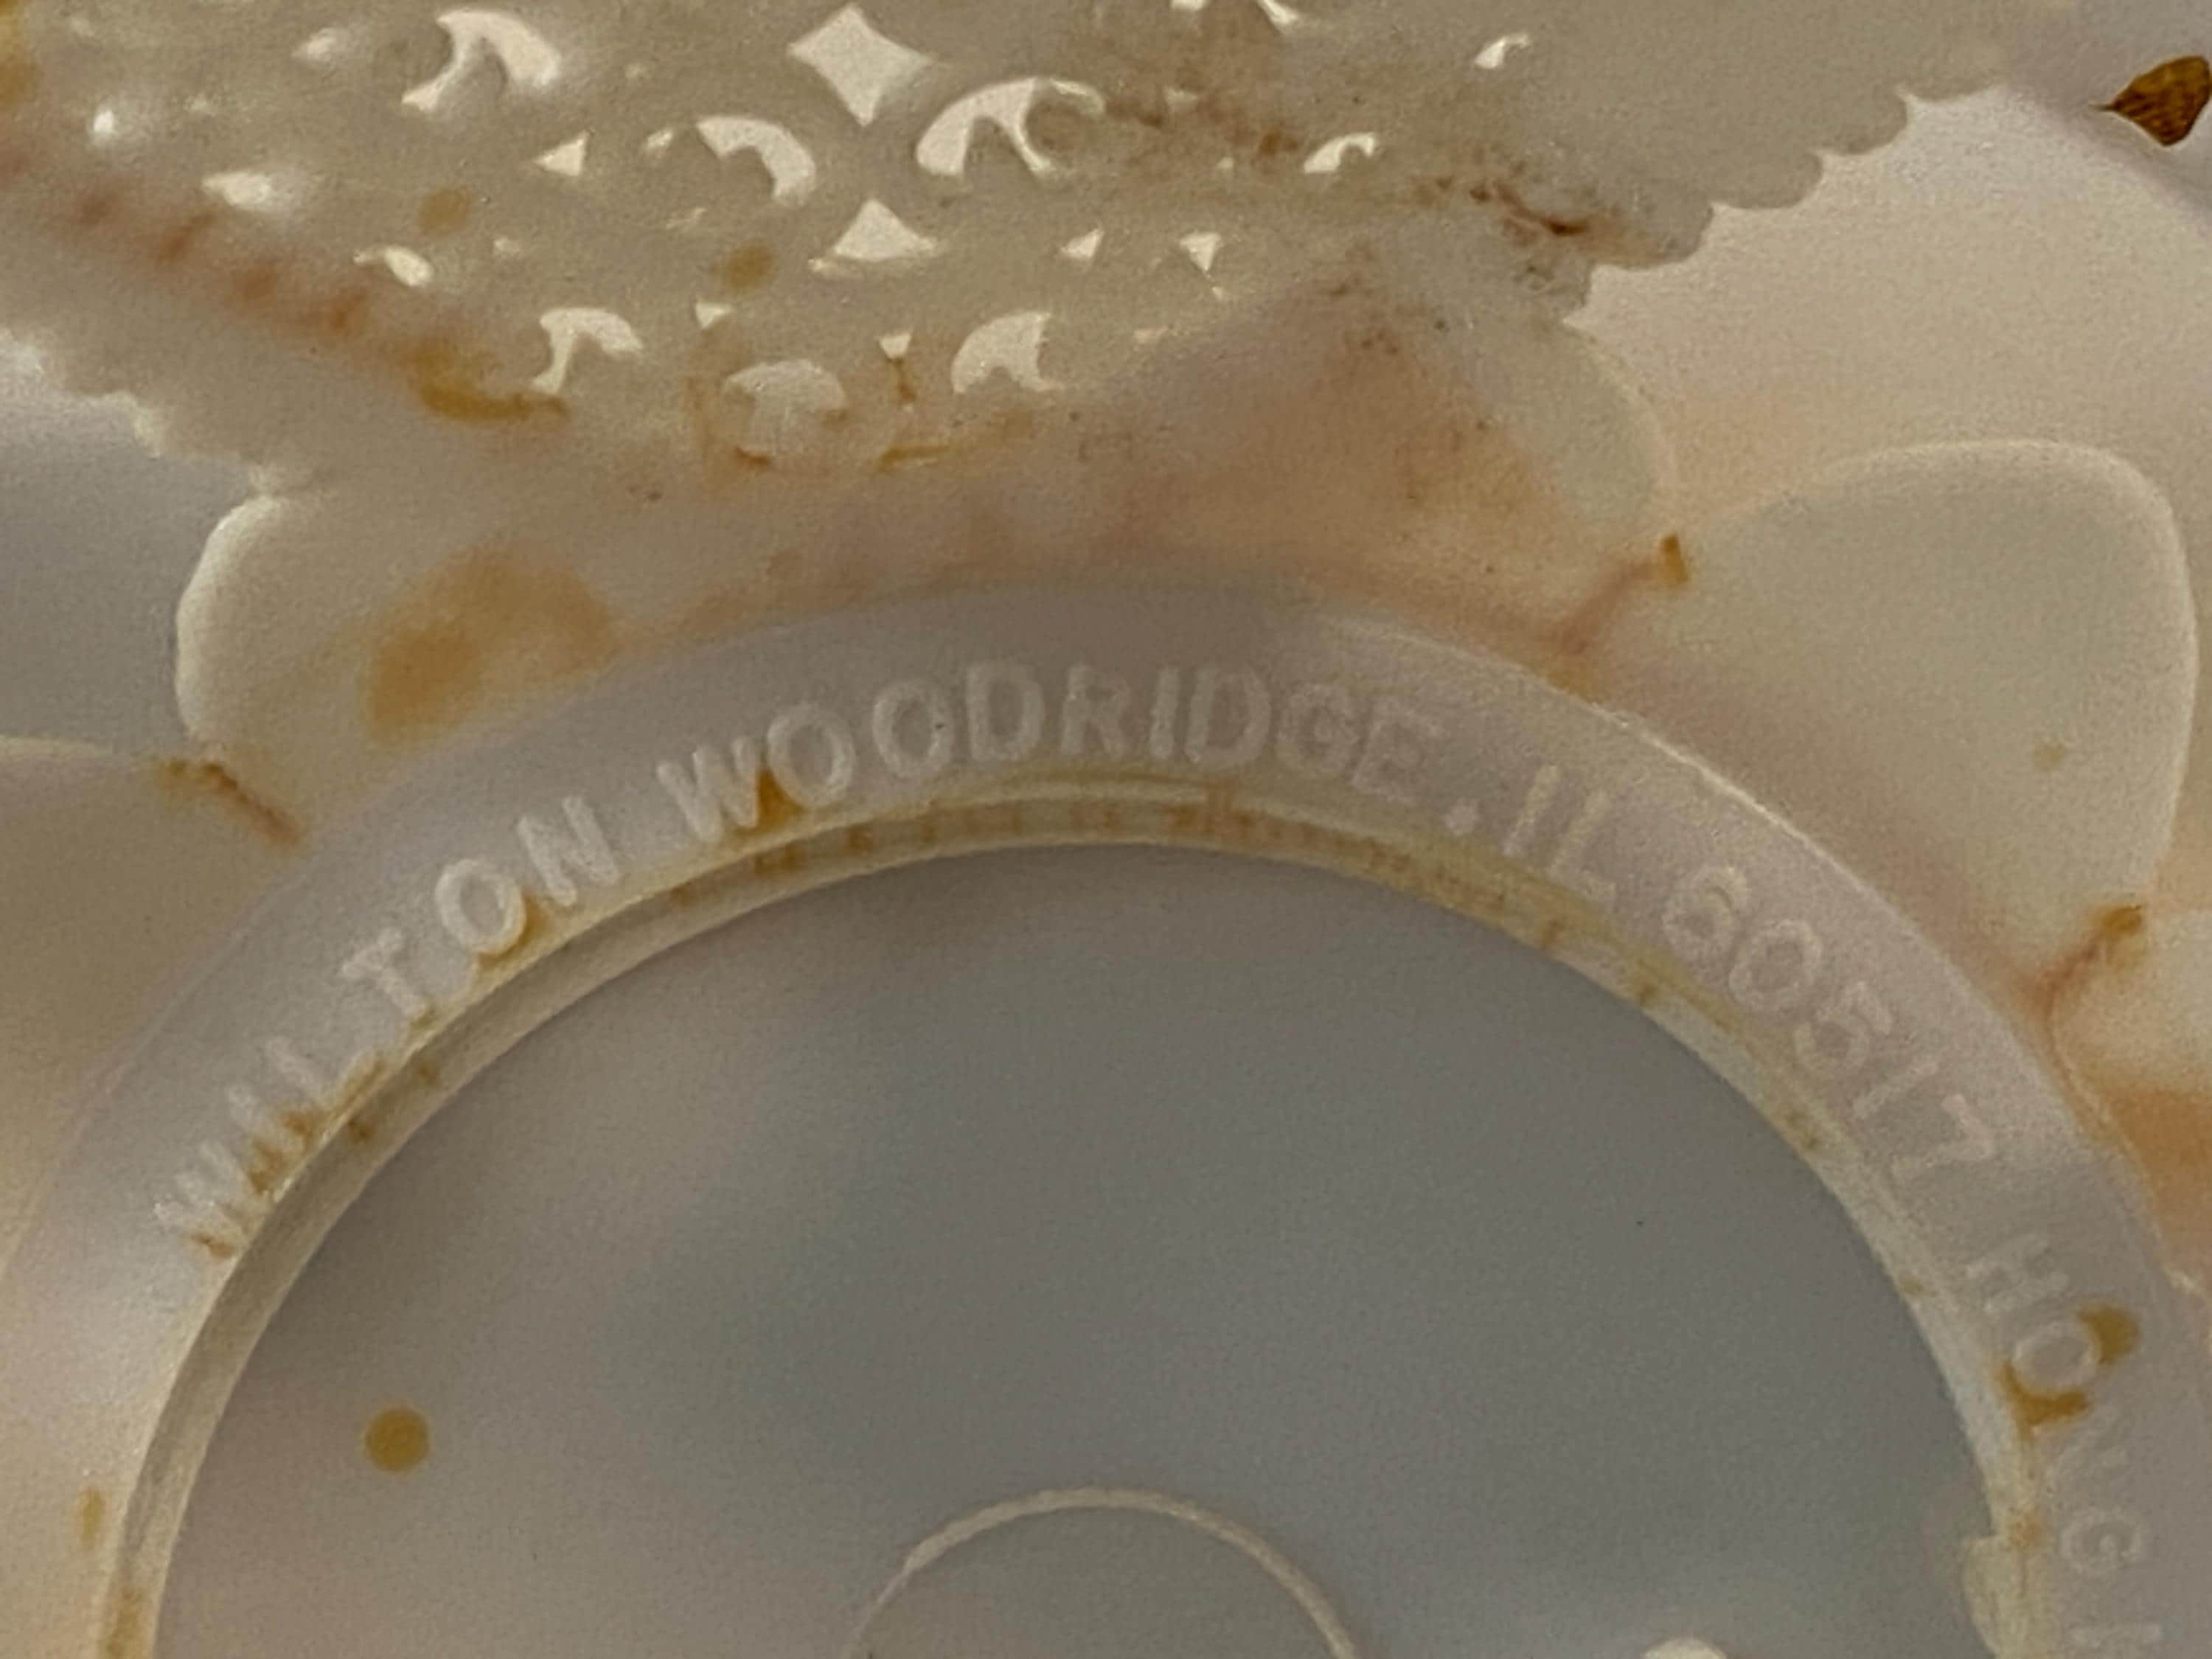 WILTON WOODRIDGE, IL 60517 HONG